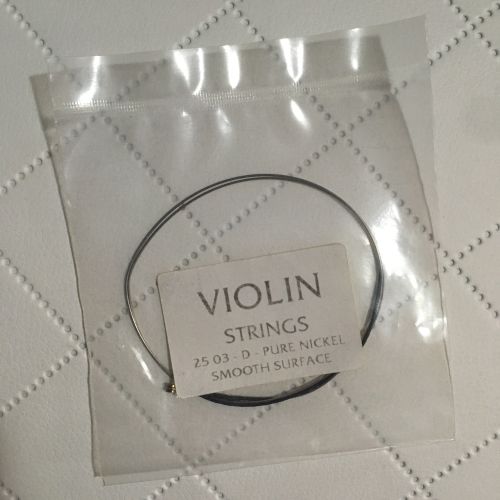 VIOLIN
STRINGS
25 03 - D - PURE NICKEL
SMOOTH SURFACE